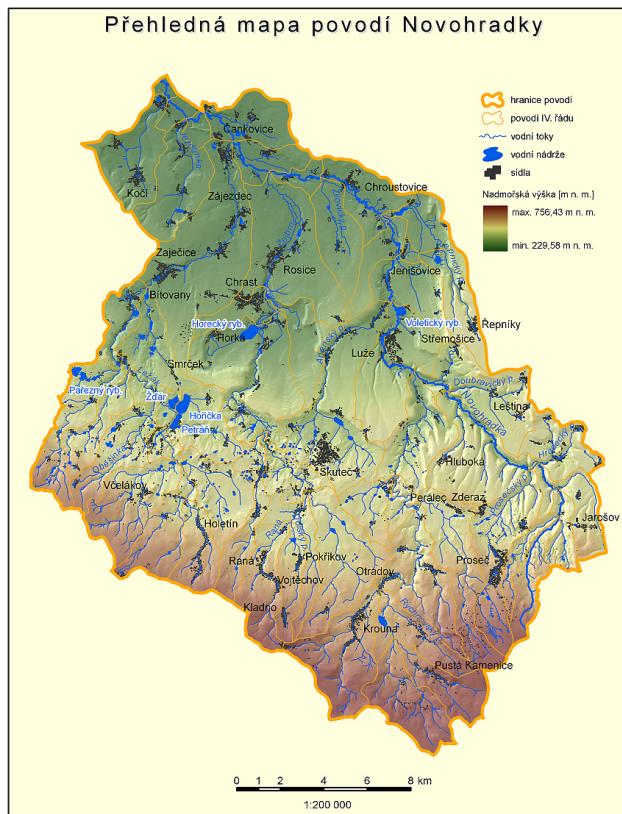 Přehledná mapa povodí Novohradky
hranice povodí
povodí IV. řádu
vodní toky
vodní nádrže
sídla
Nadmořská výška [m n. m.]
max. 756,43 m n. m.
min. 229,58 m n. m.
Čankovice
Kočí
Zájezdec
Chroustovice
Zaječice
Rosice
Jenišovice
Bítovany
Chrast
Horecký ryb.
Horka
Voletický ryb.
Řepníky
Střemošice
Luže
Smrček
Pařezný ryb.
Žďár
Hořička
Petráň
Doubravický p.
Leština
Novohradka
Skuteč
Hluboká
Včelákov
Perálec
Zderaz
Jarošov
Holetín
Raná
Pokřikov
Vojtěchov
Otradov
Proseč
Kladno
Krouna
Pustá Kamenice
0 1 2 4 6 8 km
1:200 000